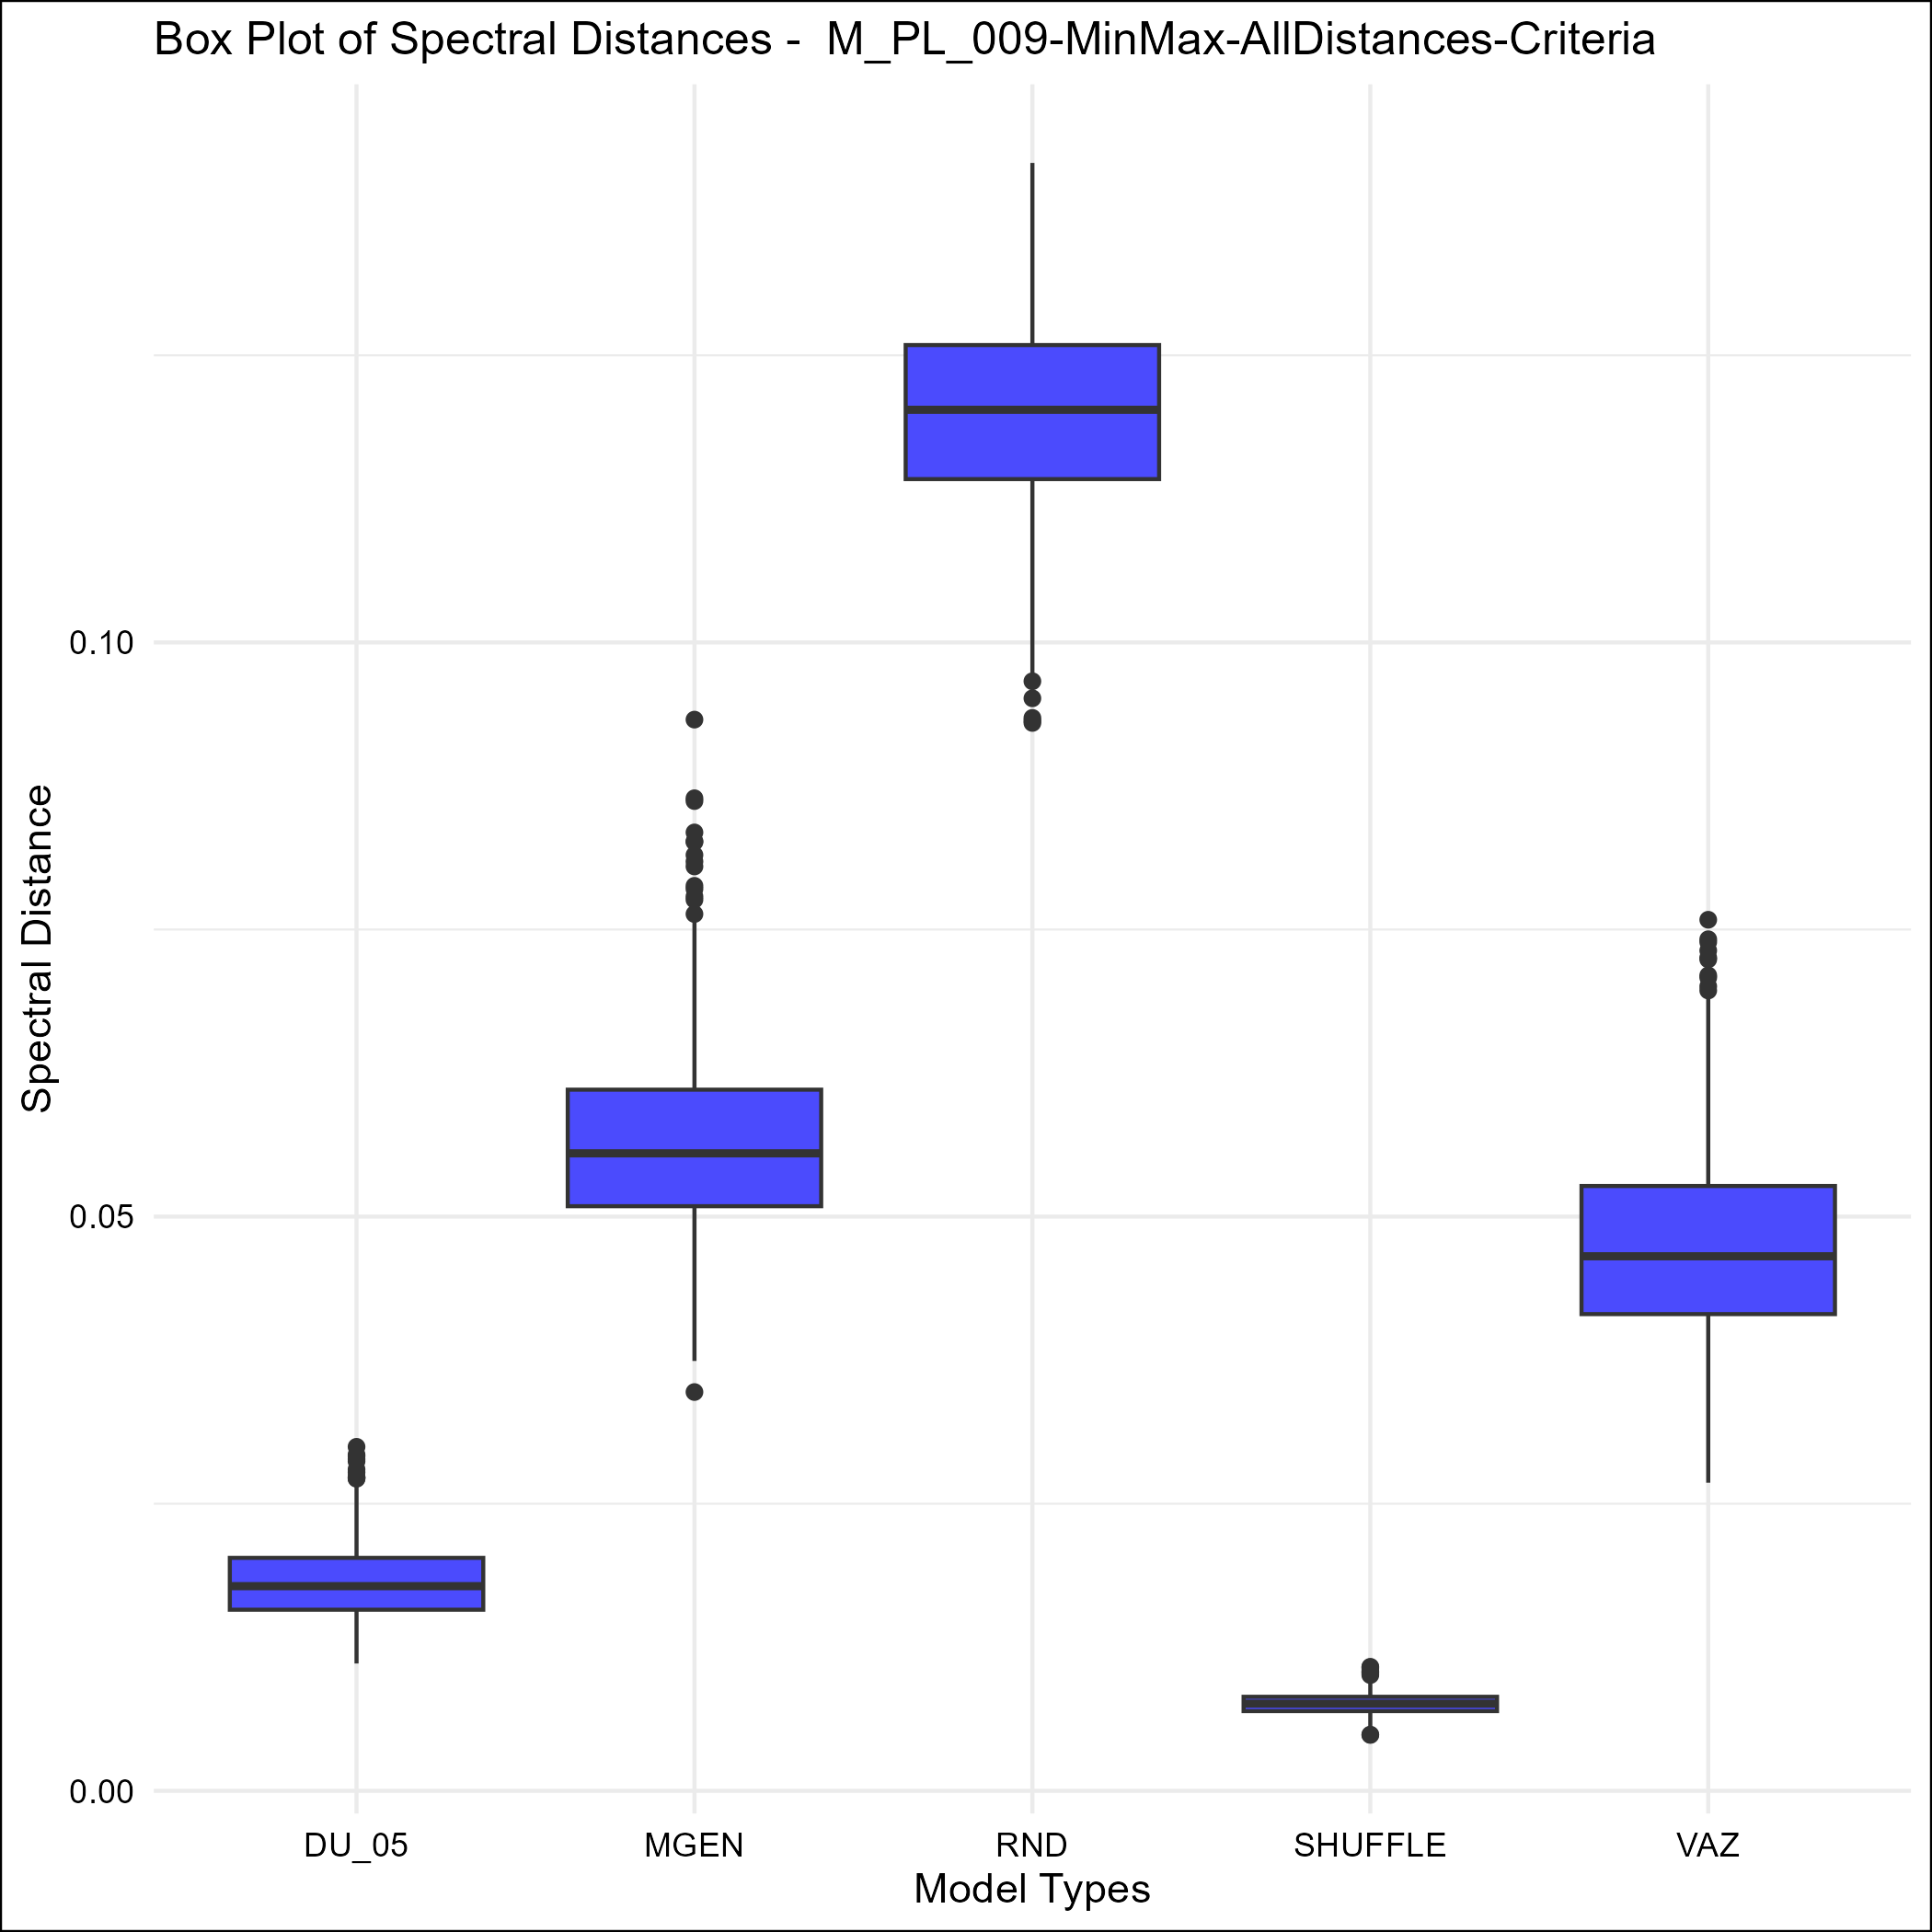 Box Plot of Spectral Distances -  M_PL_009-MinMax-AllDistances-Criteria
Spectral Distance
0.10
0.05
0.00
DU_05 MGEN RND SHUFFLE VAZ
Model Types